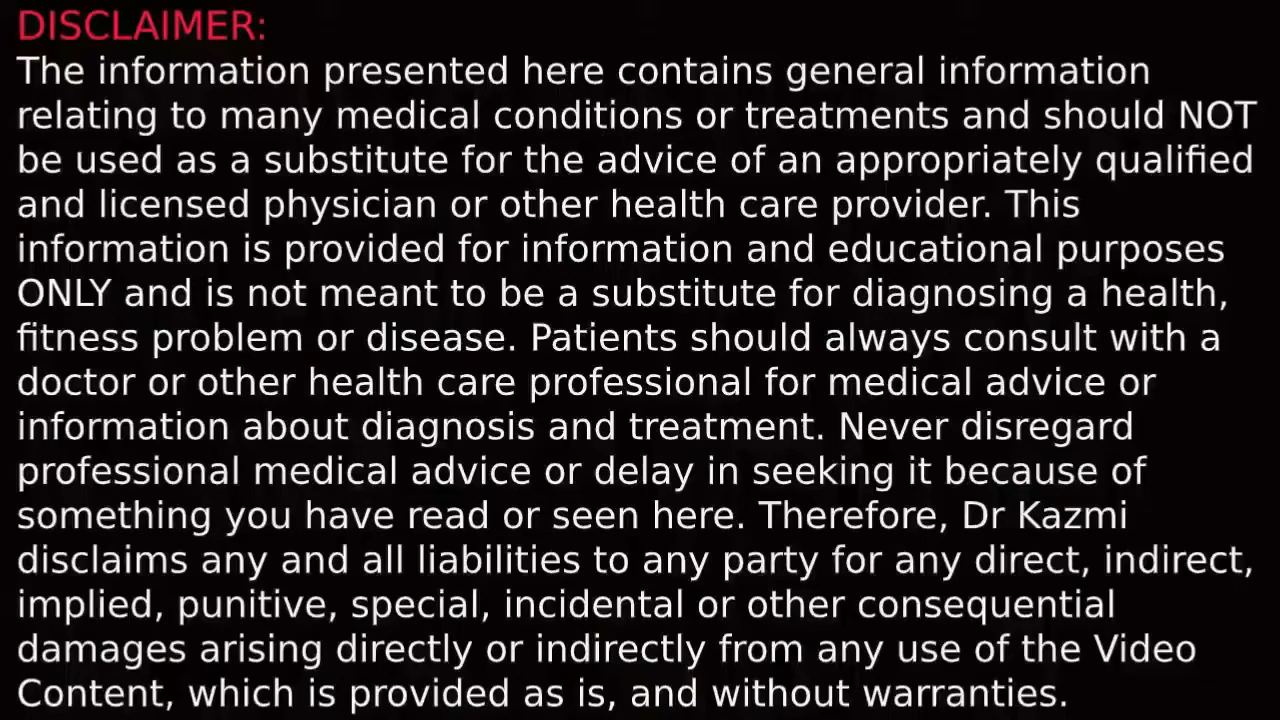 DISCLAIMER:
The information presented here contains general information
relating to many medical conditions or treatments and should NOT
be used as a substitute for the advice of an appropriately qualified
and licensed physician or other health care provider. This
information is provided for information and educational purposes
ONLY and is not meant to be a substitute for diagnosing a health,
fitness problem or disease. Patients should always consult with a
doctor or other health care professional for medical advice or
information about diagnosis and treatment. Never disregard
professional medical advice or delay in seeking it because of
something you have read or seen here. Therefore, Dr Kazmi
disclaims any and all liabilities to any party for any direct, indirect,
implied, punitive, special, incidental or other consequential
damages arising directly or indirectly from any use of the Video
Content, which is provided as is, and without warranties.